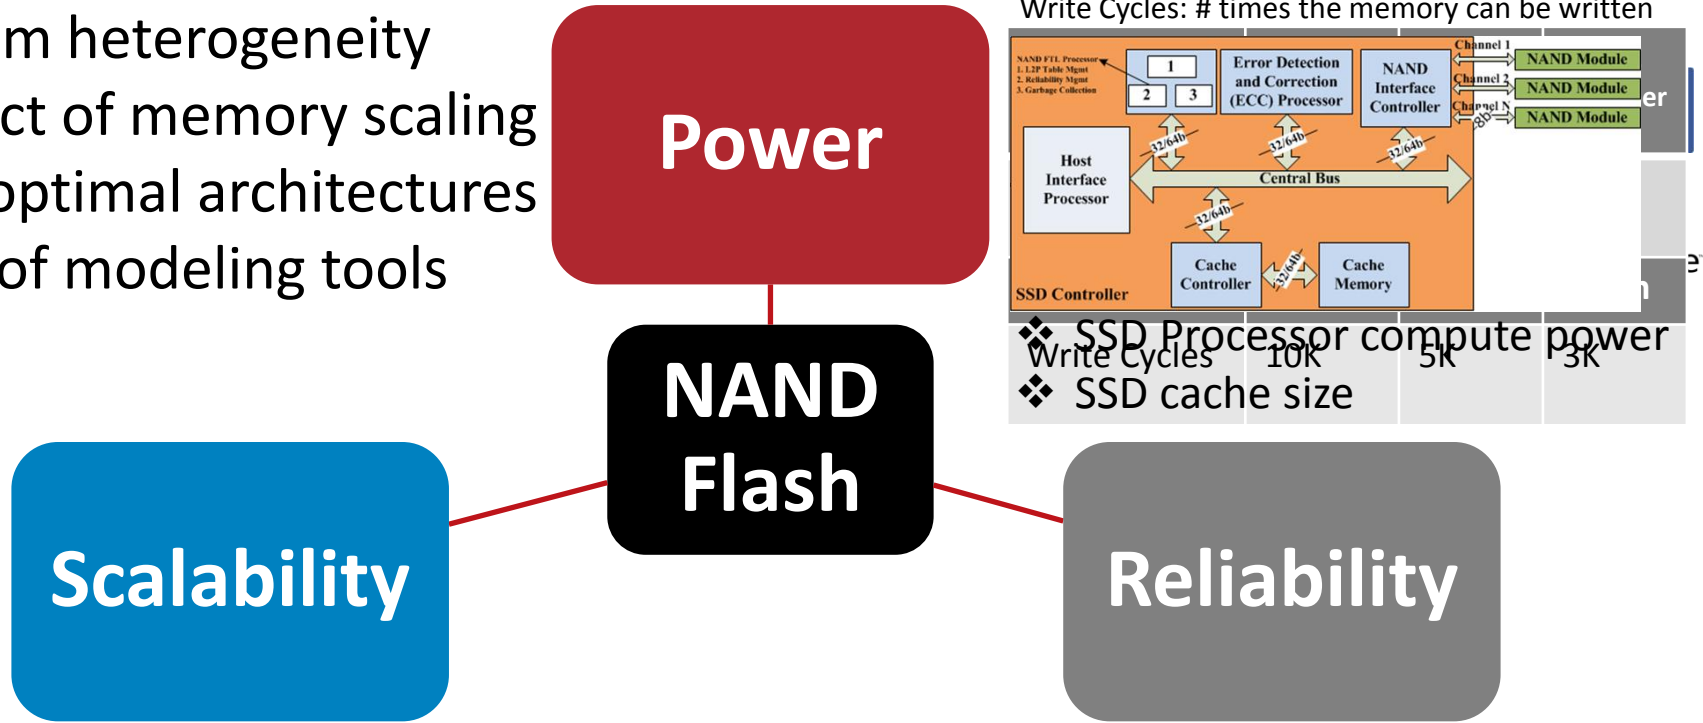 m heterogeneity
ct of memory scaling
optimal architectures
of modeling tools
Power
NAND
Flash
Scalability
Reliability
Write Cycles: # times the memory can be written
NAND FTL Processor
1. L2P Table Mgmt
2. Reliability Mgmt
3. Garbage Collection
1
2
3
Error Detection
and Correction
(ECC) Processor
NAND
Interface
Controller
Channel 1
Channel 2
Channel N
8b
NAND Module
NAND Module
NAND Module
er
32/64b
32/64b
32/64b
Host
Interface
Processor
Central Bus
32/64b
Cache
Controller
32/64b
Cache
Memory
SSD Controller
e
h
❖ SSD Processor compute power
Write Cycles 10K 5K 3K
❖ SSD cache size